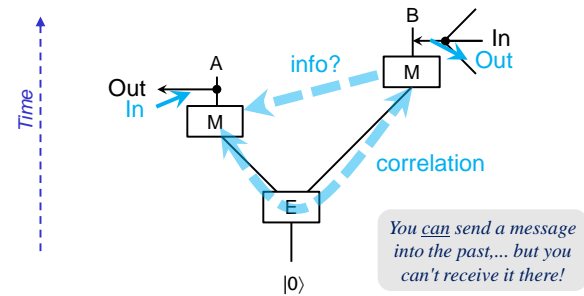 B
In
Out
A
info?
M
Out
In
M
Time
correlation
E
You can send a message
into the past,... but you
can't receive it there!
|0⟩